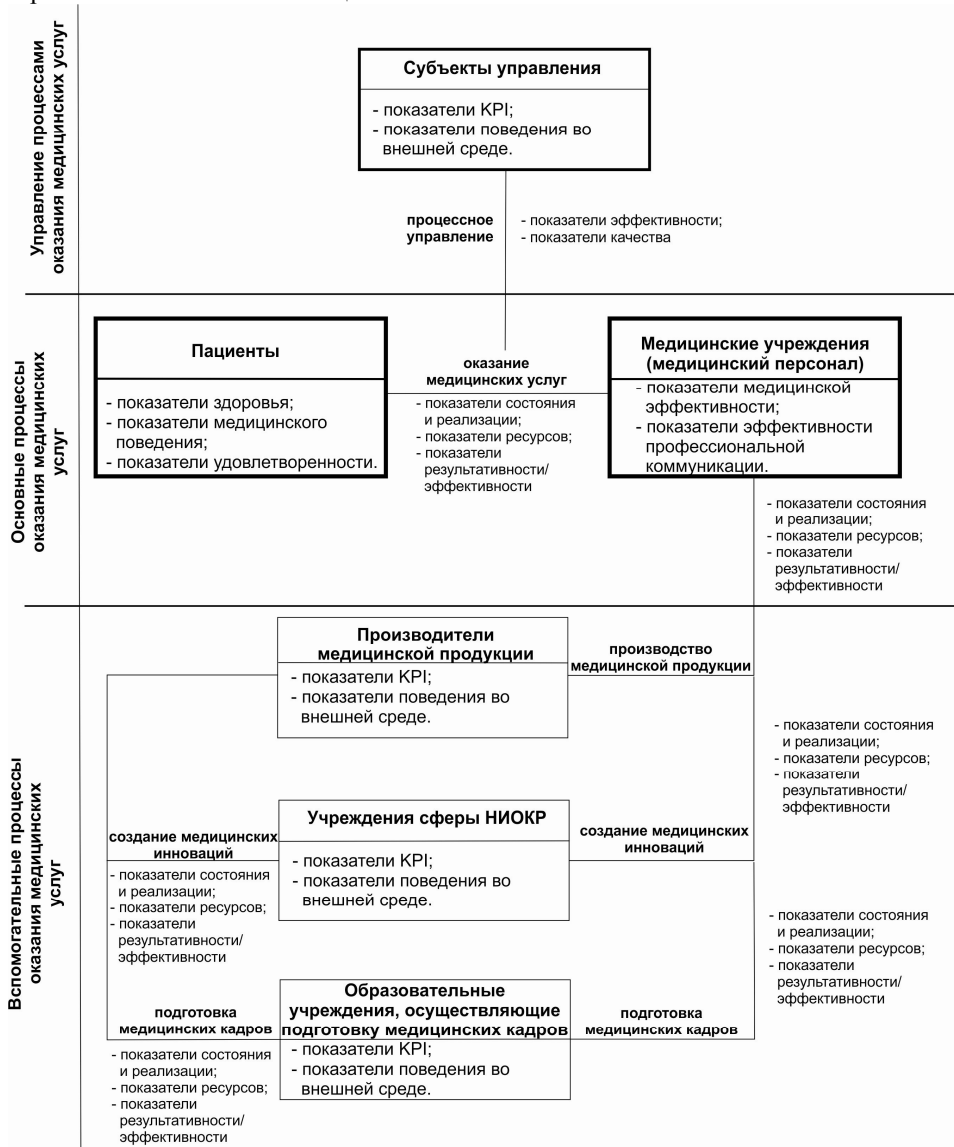 Управление процессами
оказания медицинских услуг
Субъекты управления
- показатели KPI;
- показатели поведения во
внешней среде.
процессное
управление
- показатели эффективности;
- показатели качества
Основные процессы
оказания медицинских
услуг
Пациенты
- показатели здоровья;
- показатели медицинского
поведения;
- показатели удовлетворенности.
оказание
медицинских услуг
- показатели состояния
и реализации;
- показатели ресурсов;
- показатели
результативности/
эффективности
Медицинские учреждения
(медицинский персонал)
- показатели медицинской
эффективности;
- показатели эффективности
профессиональной
коммуникации.
- показатели состояния
и реализации;
- показатели ресурсов;
- показатели
результативности/
эффективности
Вспомогательные процессы
оказания медицинских
услуг
Производители
медицинской продукции
- показатели KPI;
- показатели поведения во
внешней среде.
производство
медицинской продукции
- показатели состояния
и реализации;
- показатели ресурсов;
- показатели
результативности/
эффективности
создание медицинских
инноваций
- показатели состояния
и реализации;
- показатели ресурсов;
- показатели
результативности/
эффективности
Учреждения сферы НИОКР
- показатели KPI;
- показатели поведения во
внешней среде.
создание медицинских
инноваций
- показатели состояния
и реализации;
- показатели ресурсов;
- показатели
результативности/
эффективности
подготовка
медицинских кадров
- показатели состояния
и реализации;
- показатели ресурсов;
- показатели
результативности/
эффективности
Образовательные
учреждения, осуществляющие
подготовку медицинских кадров
- показатели KPI;
- показатели поведения во
внешней среде.
подготовка
медицинских кадров